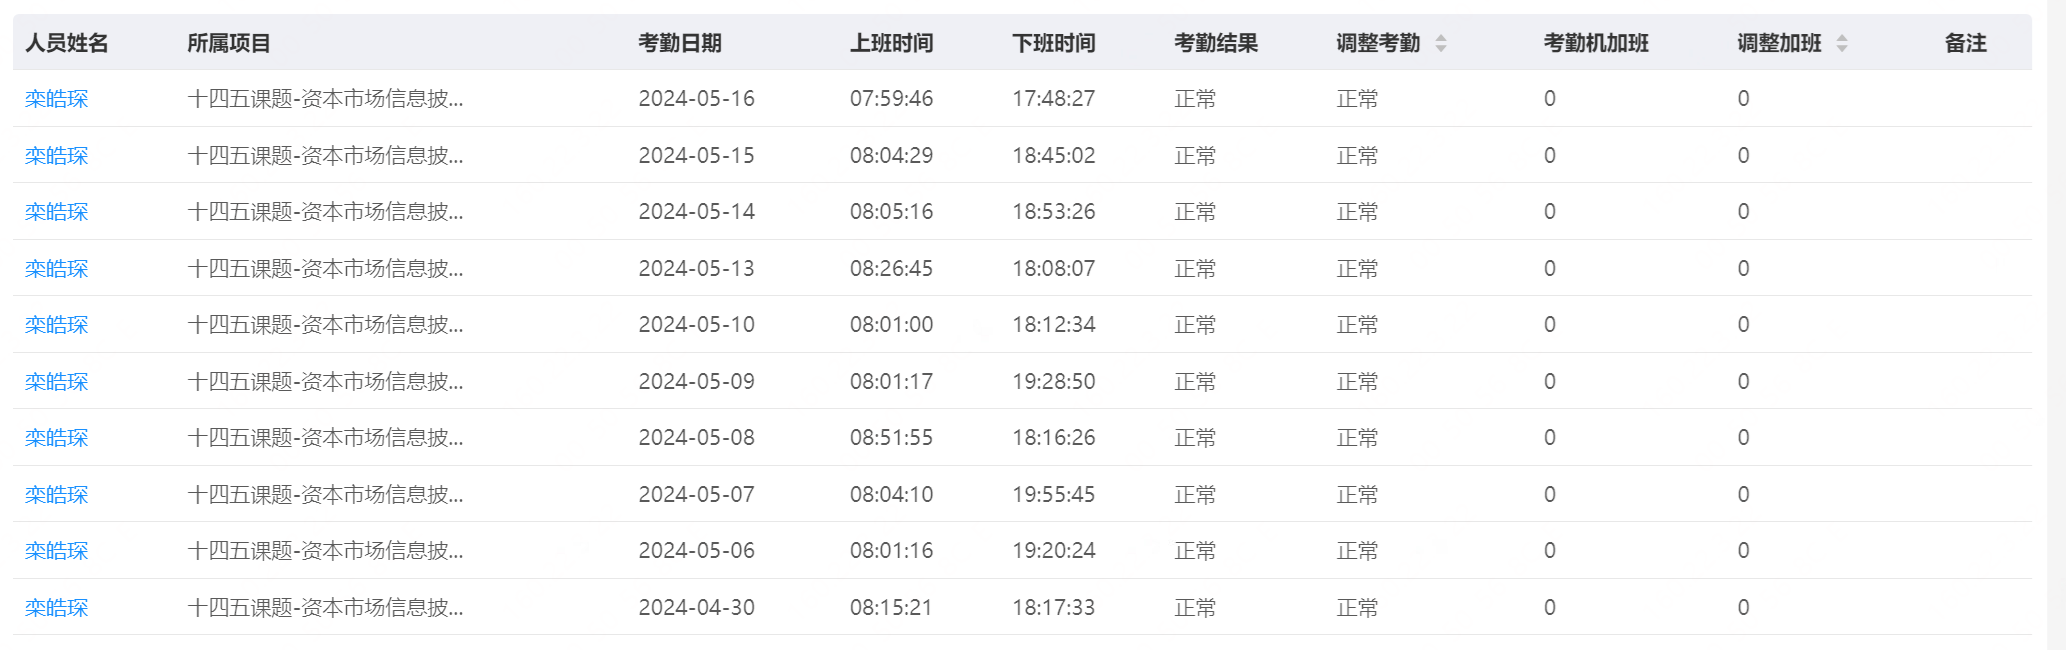 人员姓名 所属项目 考勤日期 上班时间 下班时间 考勤结果 调整考勤 考勤机加班 调整加班 备注
栾皓琛 十四五课题-资本市场信息披... 2024-05-16 07:59:46 17:48:27 正常 正常 0 0
栾皓琛 十四五课题-资本市场信息披... 2024-05-15 08:04:29 18:45:02 正常 正常 0 0
栾皓琛 十四五课题-资本市场信息披... 2024-05-14 08:05:16 18:53:26 正常 正常 0 0
栾皓琛 十四五课题-资本市场信息披... 2024-05-13 08:26:45 18:08:07 正常 正常 0 0
栾皓琛 十四五课题-资本市场信息披... 2024-05-10 08:01:00 18:12:34 正常 正常 0 0
栾皓琛 十四五课题-资本市场信息披... 2024-05-09 08:01:17 19:28:50 正常 正常 0 0
栾皓琛 十四五课题-资本市场信息披... 2024-05-08 08:51:55 18:16:26 正常 正常 0 0
栾皓琛 十四五课题-资本市场信息披... 2024-05-07 08:04:10 19:55:45 正常 正常 0 0
栾皓琛 十四五课题-资本市场信息披... 2024-05-06 08:01:16 19:20:24 正常 正常 0 0
栾皓琛 十四五课题-资本市场信息披... 2024-04-30 08:15:21 18:17:33 正常 正常 0 0